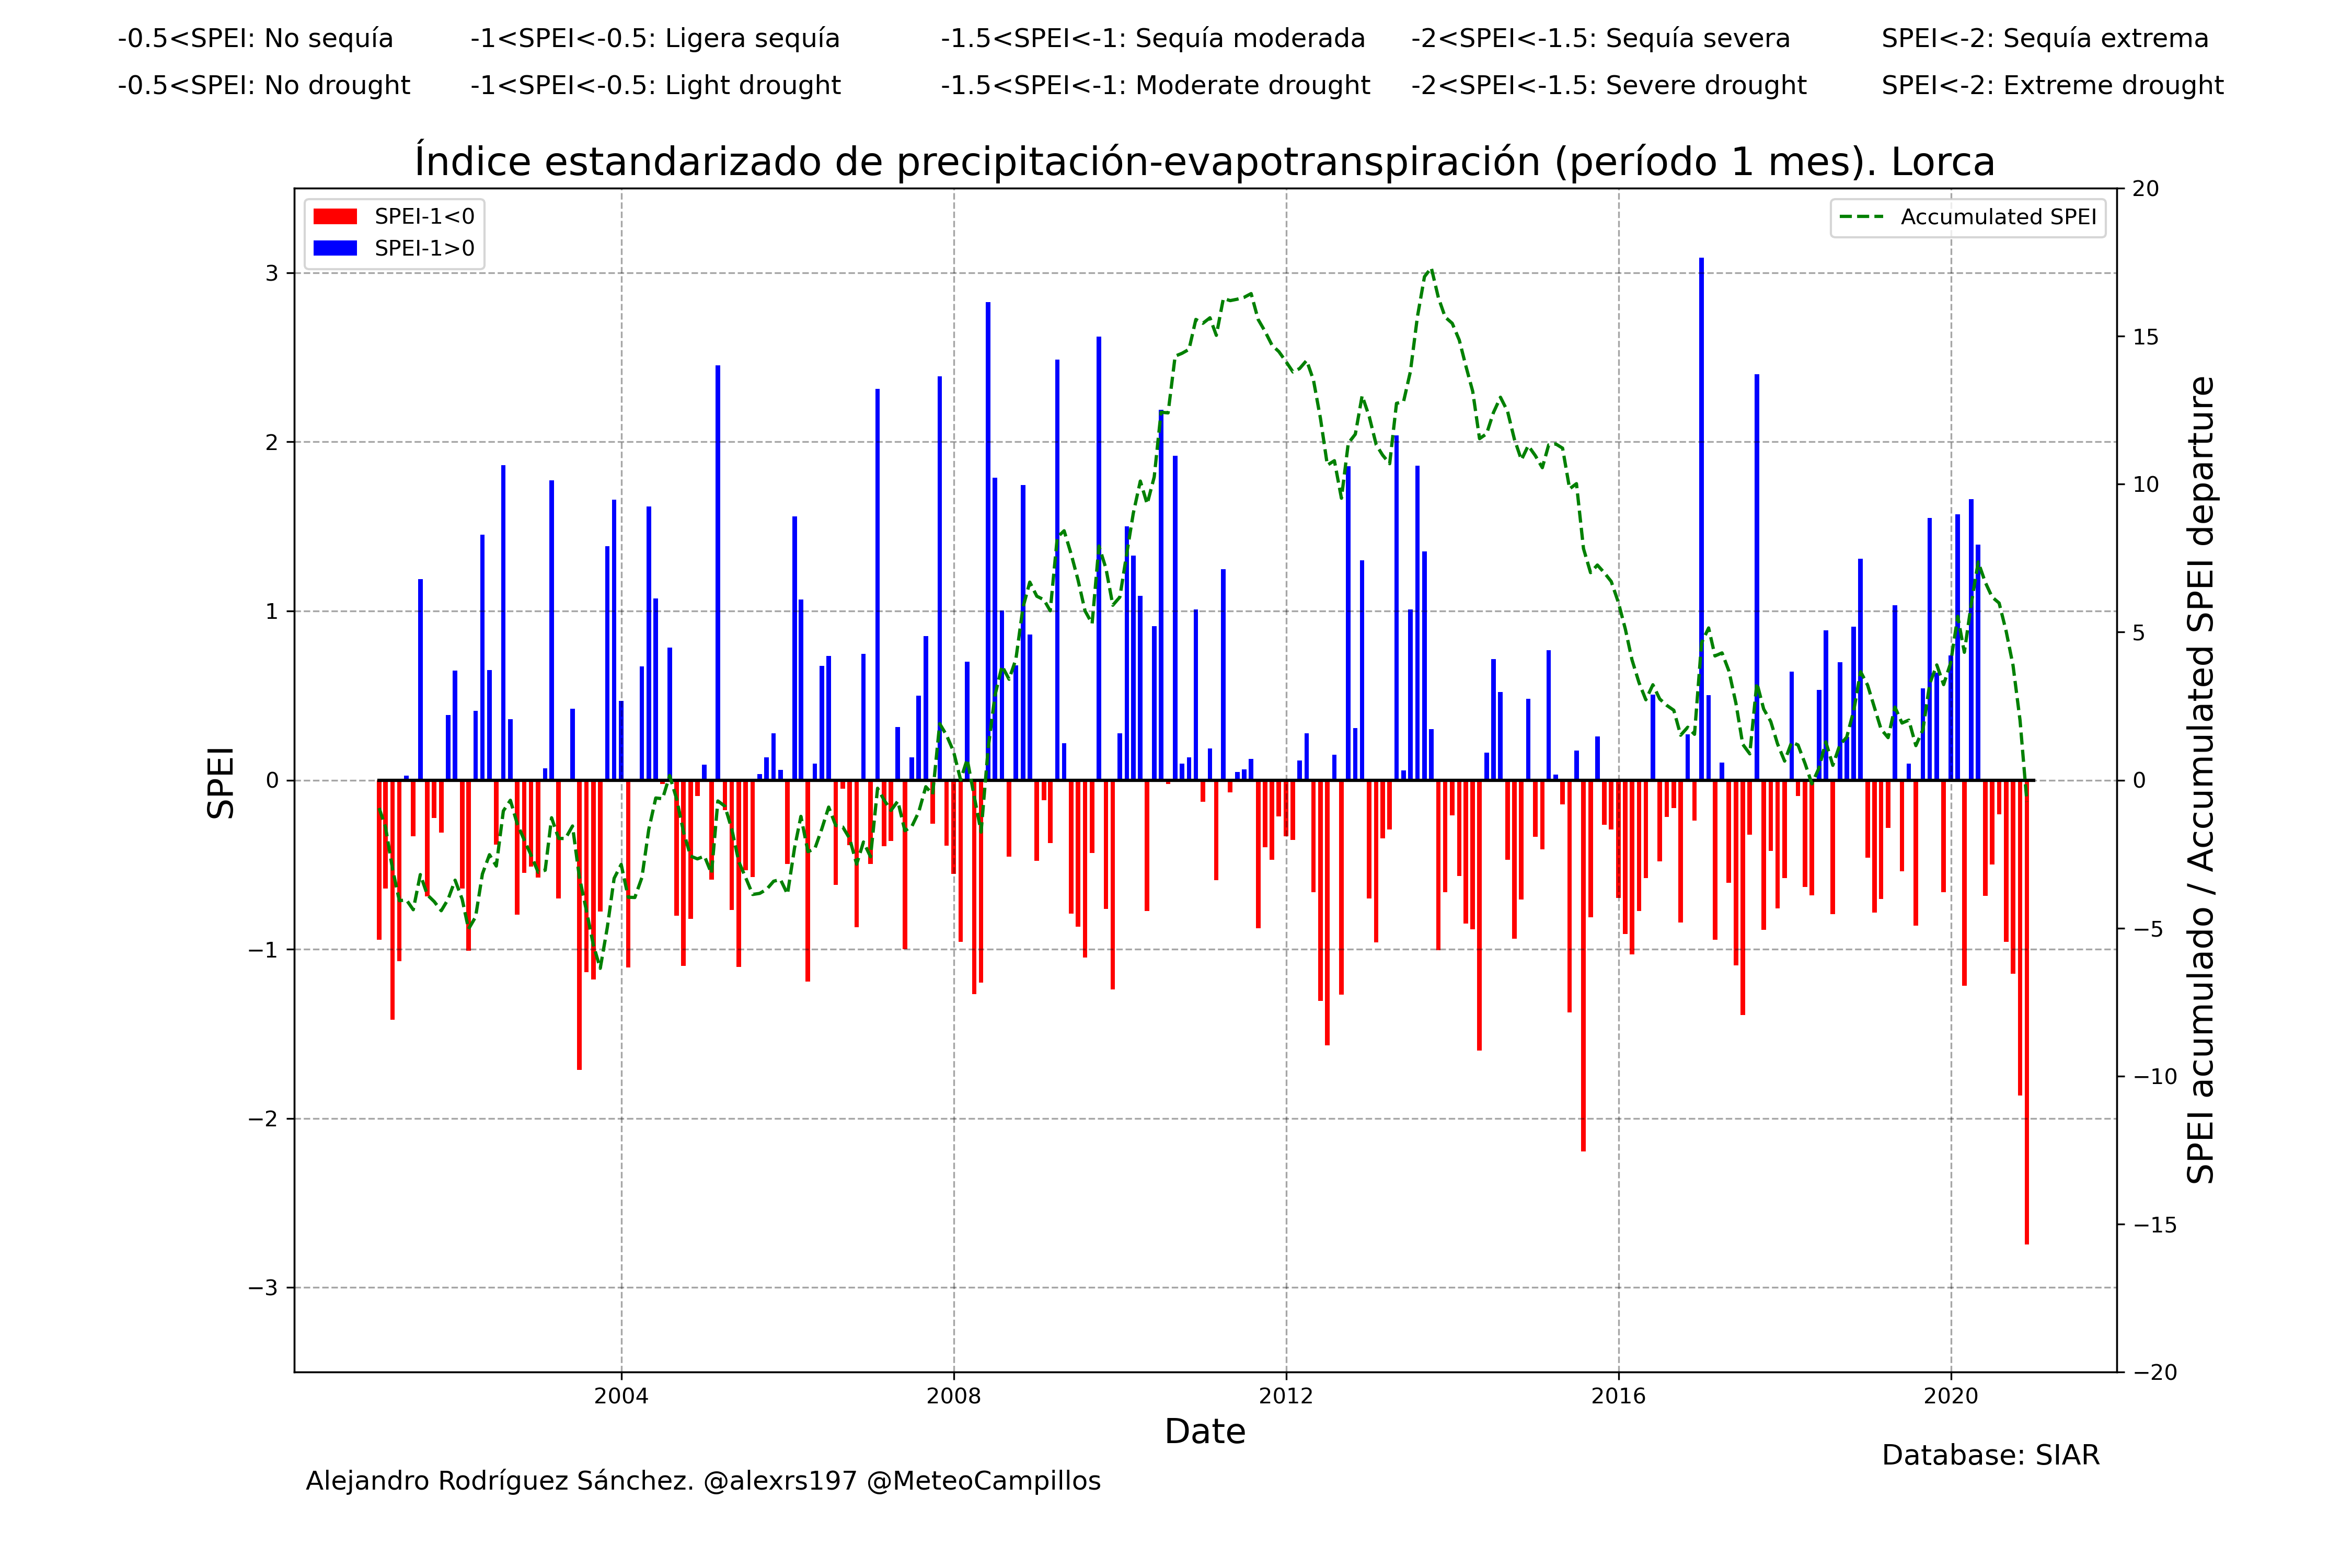 -0.5<SPEI: No sequía -1<SPEI<-0.5: Ligera sequía -1.5<SPEI<-1: Sequía moderada -2<SPEI<-1.5: Sequía severa SPEI<-2: Sequía extrema
-0.5<SPEI: No drought -1<SPEI<-0.5: Light drought -1.5<SPEI<-1: Moderate drought -2<SPEI<-1.5: Severe drought SPEI<-2: Extreme drought
Índice estandarizado de precipitación-evapotranspiración (período 1 mes). Lorca
SPEI-1<0
SPEI-1>0
Accumulated SPEI
SPEI
3
2
1
0
−1
−2
−3
20
15
10
5
0
−5
−10
−15
−20
SPEI acumulado / Accumulated SPEI departure
2004 2008 2012 2016 2020
Date
Database: SIAR
Alejandro Rodríguez Sánchez. @alexrs197 @MeteoCampillos